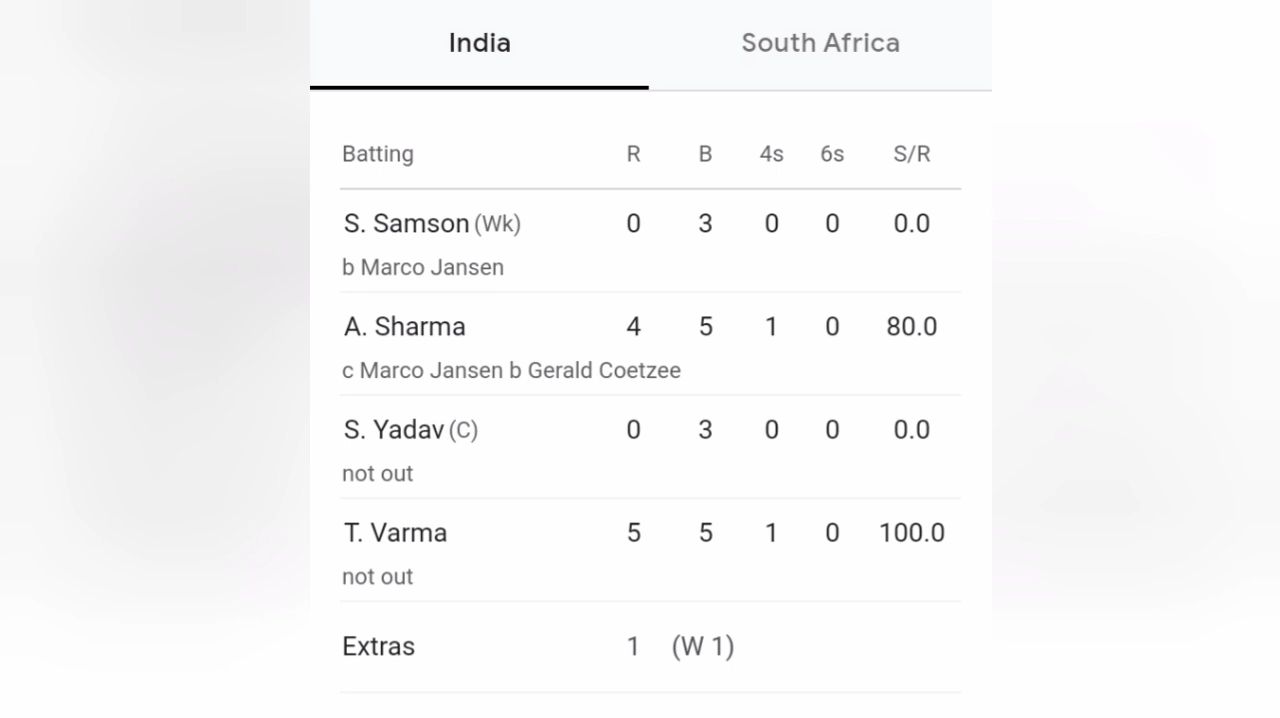 India South Africa
Batting R B 4s 6s S/R
S. Samson (Wk) 0 3 0 0 0.0
b Marco Jansen
A. Sharma 4 5 1 0 80.0
c Marco Jansen b Gerald Coetzee
S. Yadav (C) 0 3 0 0 0.0
not out
T. Varma 5 5 1 0 100.0
not out
Extras 1 (W 1)